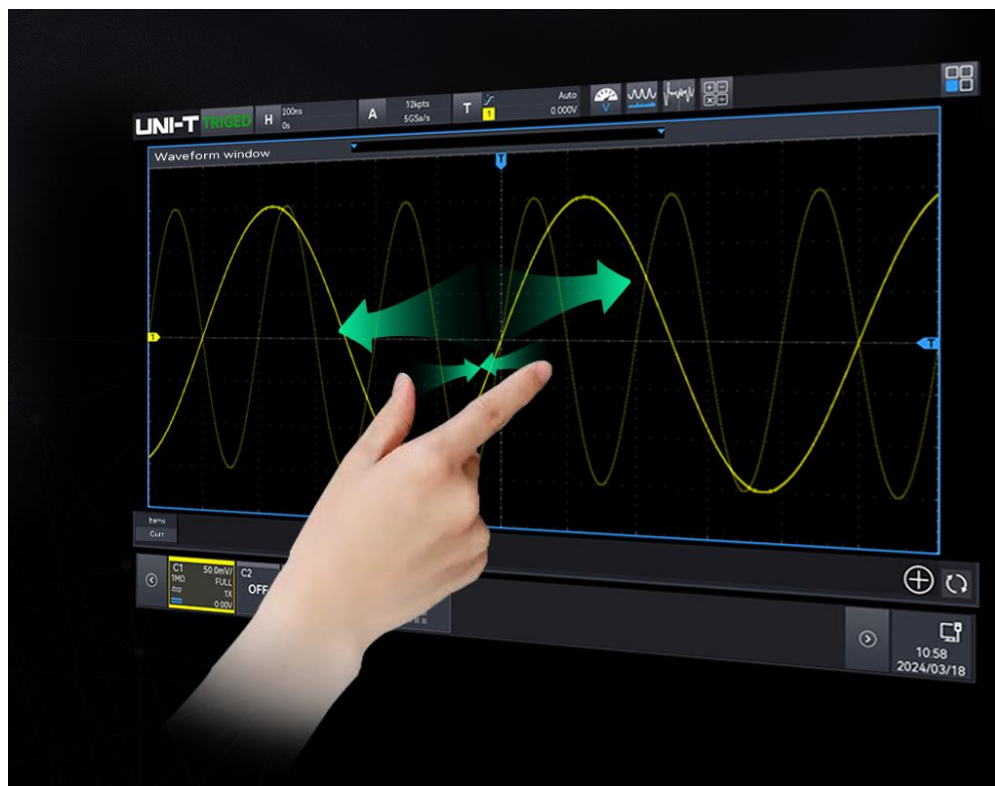 UNI-T TRIGED H 200ns A 12kpts T Auto
0s 5GSa/s 1 0.000V
Waveform window
T
1
T
Items
Curr
C1 50.0mV/ C2
1MΩ FULL
OFF
1X
0.00V
10:58
2024/03/18